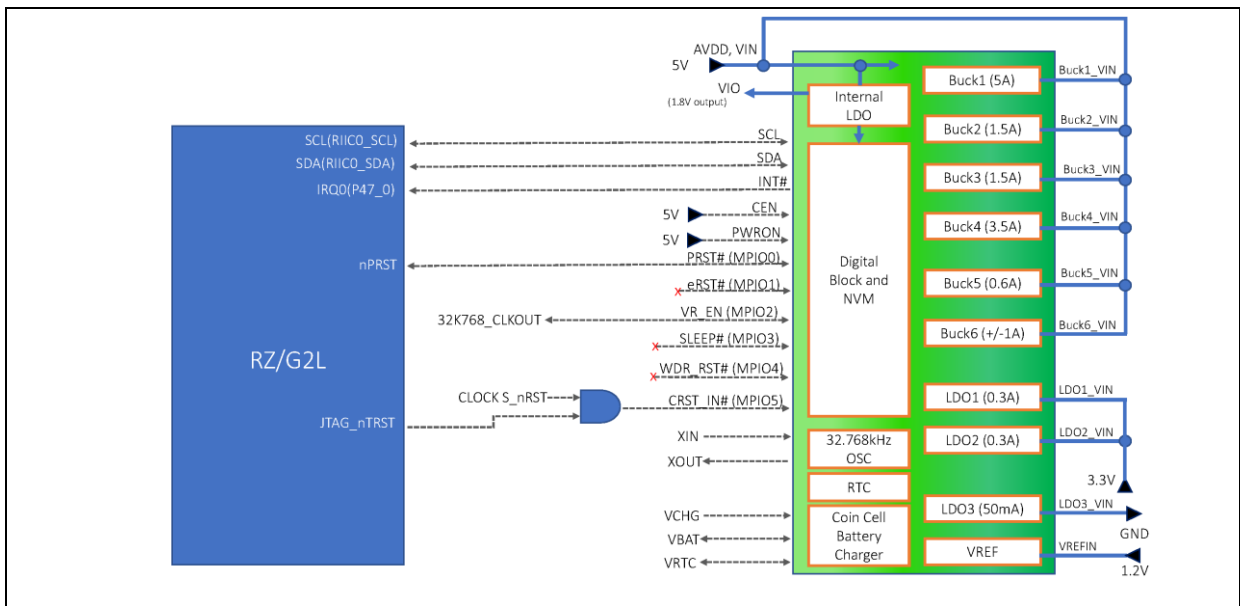 AVDD, VIN
5V
VIO
(1.8V output)
Internal
LDO
Buck1 (5A)
Buck1_VIN
Buck2 (1.5A)
Buck2_VIN
Buck3 (1.5A)
Buck3_VIN
Buck4 (3.5A)
Buck4_VIN
Buck5 (0.6A)
Buck5_VIN
Buck6 (+/-1A)
Buck6_VIN
LDO1 (0.3A)
LDO1_VIN
LDO2 (0.3A)
LDO2_VIN
3.3V
LDO3 (50mA)
LDO3_VIN
GND
VREF
VREFIN
1.2V
SCL(RIIC0_SCL)
SCL
SDA(RIIC0_SDA)
SDA
IRQ0(P47_0)
INT#
5V
CEN
5V
PWRON
nPRST
PRST# (MPIO0)
eRST# (MPIO1)
32K768_CLKOUT
VR_EN (MPIO2)
SLEEP# (MPIO3)
WDR_RST# (MPIO4)
RZ/G2L
CLOCK S_nRST
CRST_IN# (MPIO5)
JTAG_nTRST
Digital
Block and
NVM
XIN
XOUT
32.768kHz
OSC
RTC
VCHG
VBAT
VRTC
Coin Cell
Battery
Charger